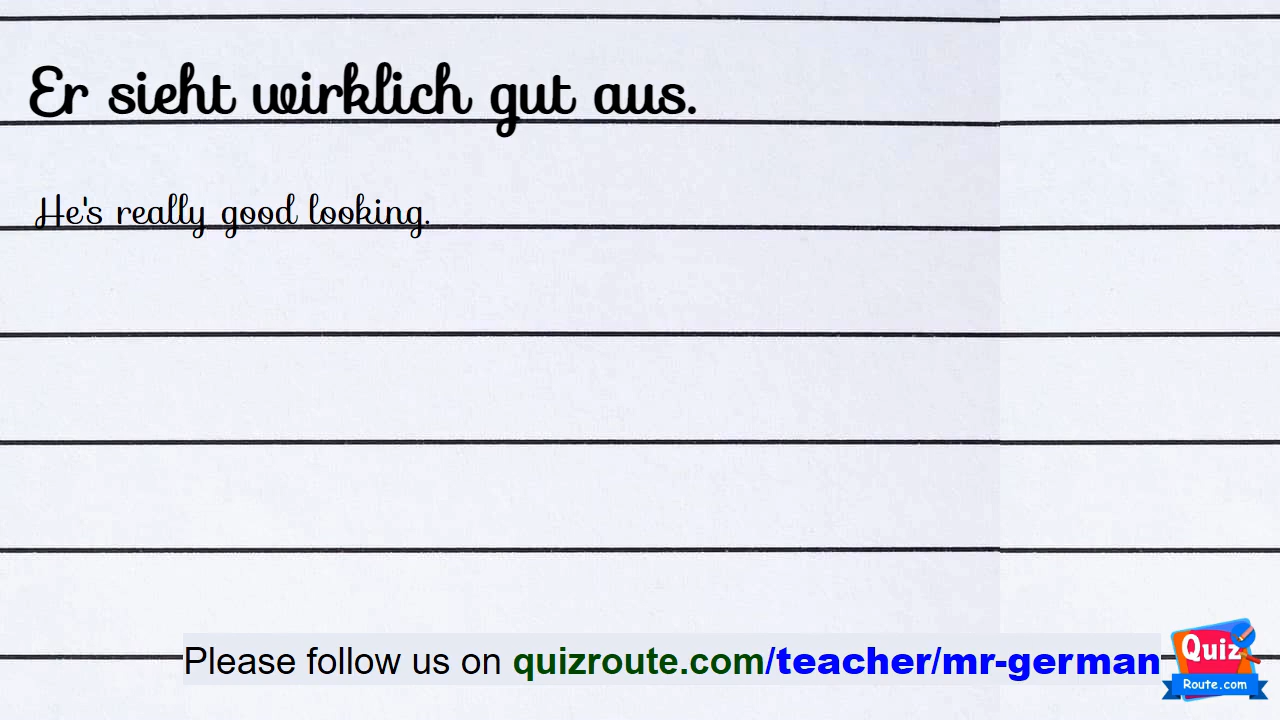 Er sieht wirklich gut aus.
He's really good looking.
Please follow us on quizroute.com/teacher/mr-german
Quiz
Route.com